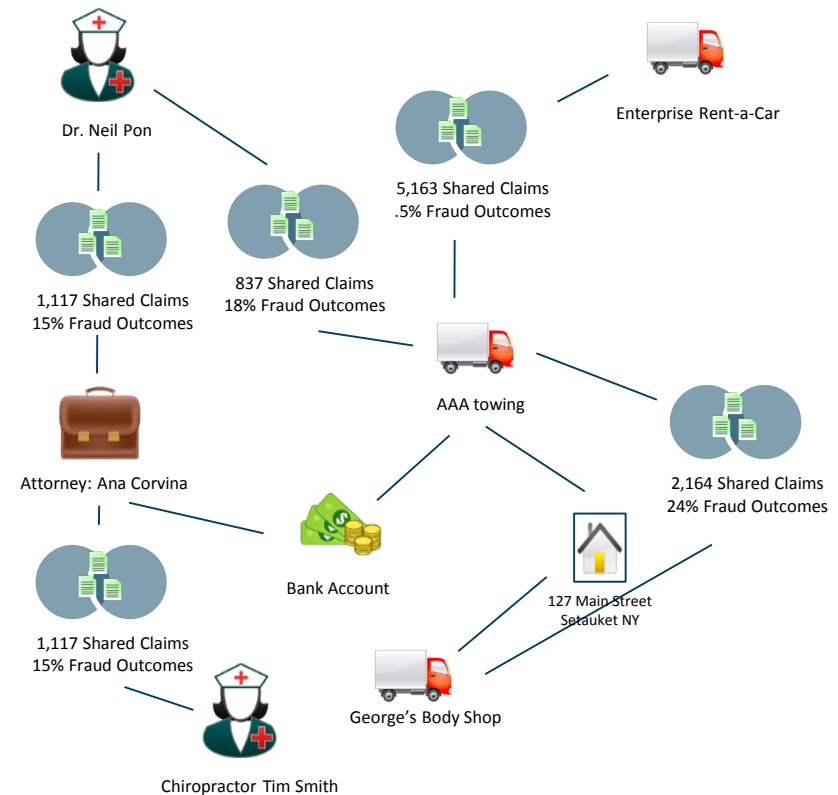 Dr. Neil Pon
Enterprise Rent-a-Car
5,163 Shared Claims
.5% Fraud Outcomes
1,117 Shared Claims
15% Fraud Outcomes
837 Shared Claims
18% Fraud Outcomes
AAA towing
Attorney: Ana Corvina
2,164 Shared Claims
24% Fraud Outcomes
Bank Account
127 Main Street
Setauket NY
1,117 Shared Claims
15% Fraud Outcomes
George’s Body Shop
Chiropractor Tim Smith